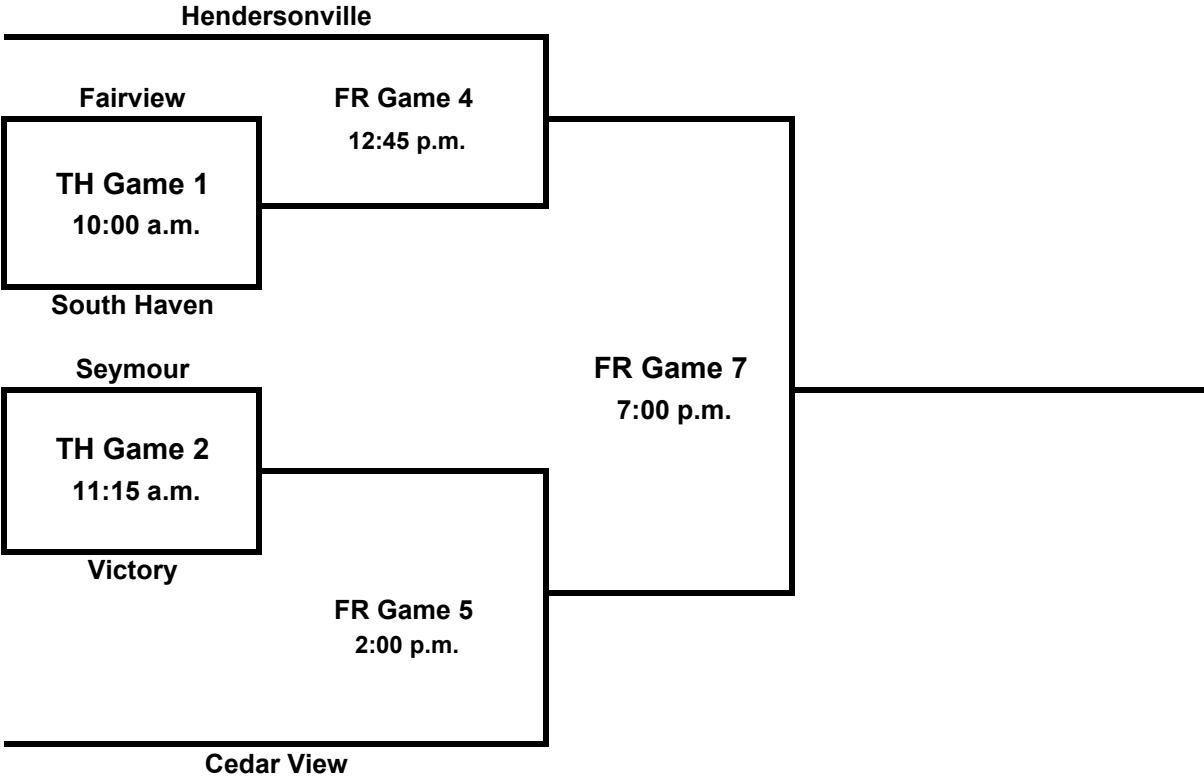 Hendersonville
Fairview
FR Game 4
12:45 p.m.
TH Game 1
10:00 a.m.
South Haven
Seymour
FR Game 7
7:00 p.m.
TH Game 2
11:15 a.m.
Victory
FR Game 5
2:00 p.m.
Cedar View